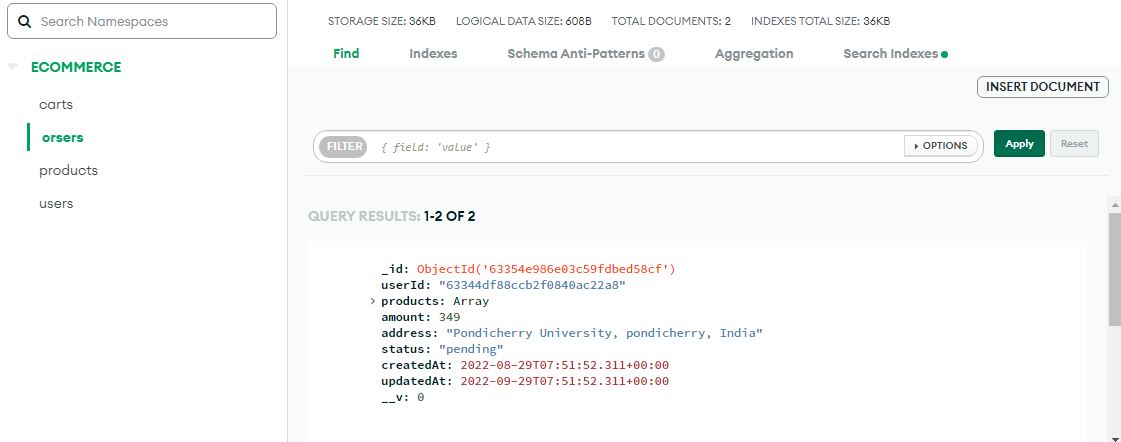 Search Namespaces
ECOMMERCE
carts
orsers
products
users
STORAGE SIZE: 36KB LOGICAL DATA SIZE: 608B TOTAL DOCUMENTS: 2 INDEXES TOTAL SIZE: 36KB
Find Indexes Schema Anti-Patterns 0 Aggregation Search Indexes
INSERT DOCUMENT
FILTER { field: 'value' } OPTIONS Apply Reset
QUERY RESULTS: 1-2 OF 2
_id: ObjectId('63354e986e03c59fdbed58cf')
userId: "63344df88ccb2f0840ac22a8"
products: Array
amount: 349
address: "Pondicherry University, pondicherry, India"
status: "pending"
createdAt: 2022-08-29T07:51:52.311+00:00
updatedAt: 2022-09-29T07:51:52.311+00:00
__v: 0